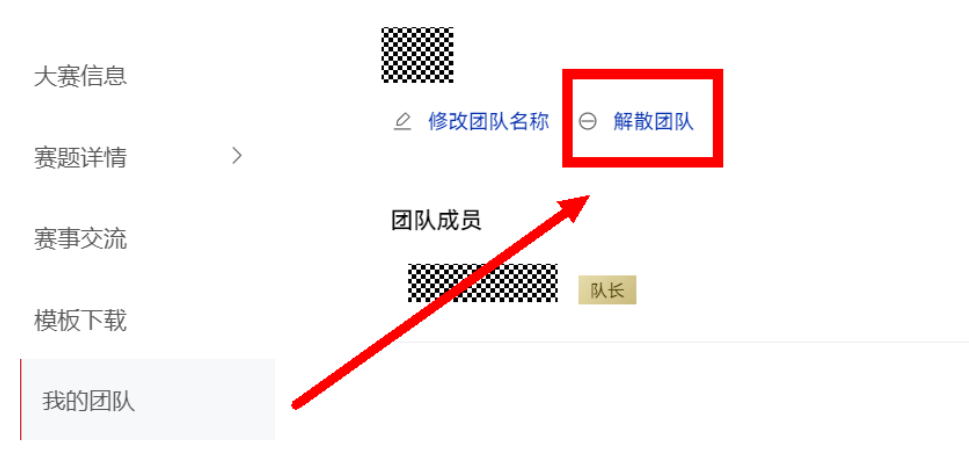 大赛信息
赛题详情
赛事交流
模板下载
我的团队
修改团队名称 解散团队
团队成员
队长